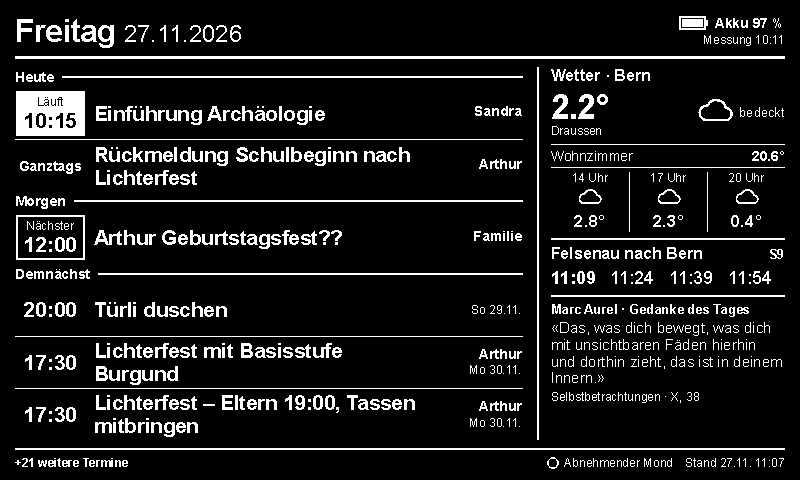 Freitag 27.11.2026
Akku 97 %
Messung 10:11
Heute
Läuft
10:15
Einführung Archäologie
Sandra
Ganztags
Rückmeldung Schulbeginn nach
Lichterfest
Arthur
Morgen
Nächster
12:00
Arthur Geburtstagsfest??
Familie
Demnächst
20:00
Türli duschen
So 29.11.
17:30
Lichterfest mit Basisstufe
Burgund
Arthur
Mo 30.11.
17:30
Lichterfest – Eltern 19:00, Tassen
mitbringen
Arthur
Mo 30.11.
+21 weitere Termine
Wetter · Bern
2.2°
Draussen
bedeckt
Wohnzimmer 20.6°
14 Uhr 17 Uhr 20 Uhr
2.8° 2.3° 0.4°
Felsenau nach Bern S9
11:09 11:24 11:39 11:54
Marc Aurel · Gedanke des Tages
«Das, was dich bewegt, was dich
mit unsichtbaren Fäden hierhin
und dorthin zieht, das ist in deinem
Innern.»
Selbstbetrachtungen · X, 38
Abnehmender Mond Stand 27.11. 11:07